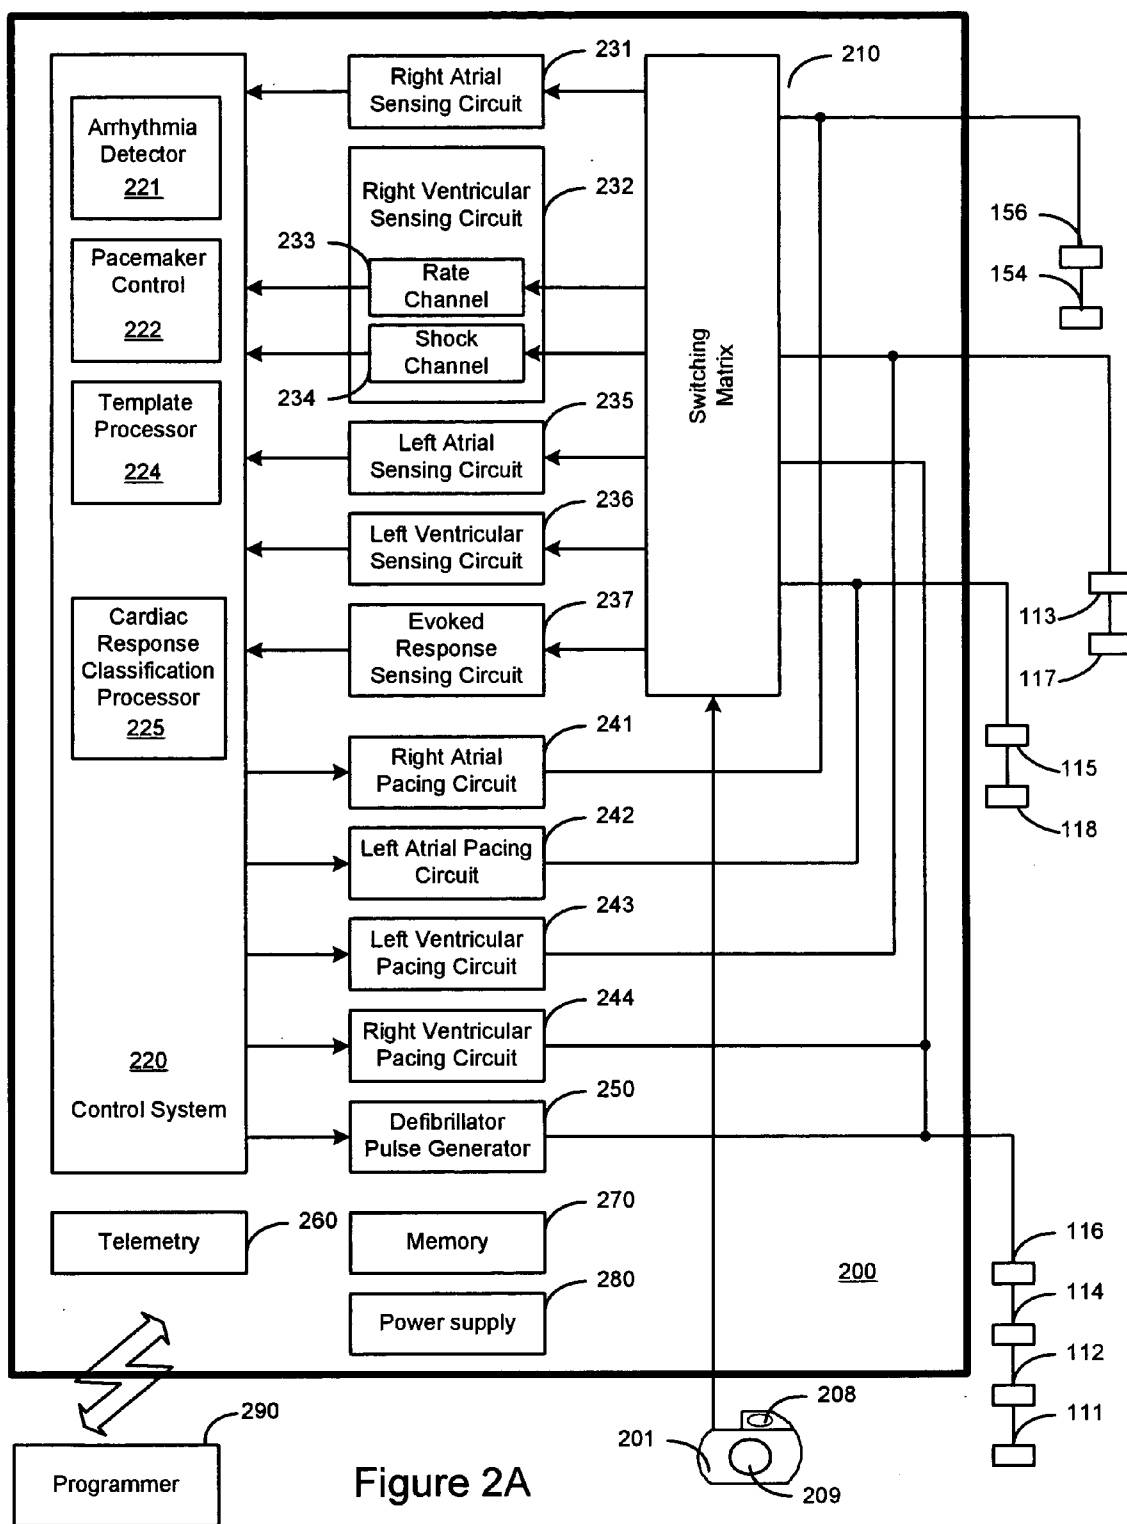 231
Right Atrial
Sensing Circuit
210
Arrhythmia
Detector
221
Right Ventricular
Sensing Circuit
232
233
Rate
Channel
Shock
Channel
234
Pacemaker
Control
222
Switching
Matrix
156
154
Template
Processor
224
235
Left Atrial
Sensing Circuit
236
Left Ventricular
Sensing Circuit
237
Evoked
Response
Sensing Circuit
Cardiac
Response
Classification
Processor
225
113
117
115
118
241
Right Atrial
Pacing Circuit
242
Left Atrial Pacing
Circuit
243
Left Ventricular
Pacing Circuit
244
Right Ventricular
Pacing Circuit
220
Control System
250
Defibrillator
Pulse Generator
Telemetry
260
270
Memory
280
Power supply
200
116
114
112
111
290
Programmer
208
201
209
Figure 2A